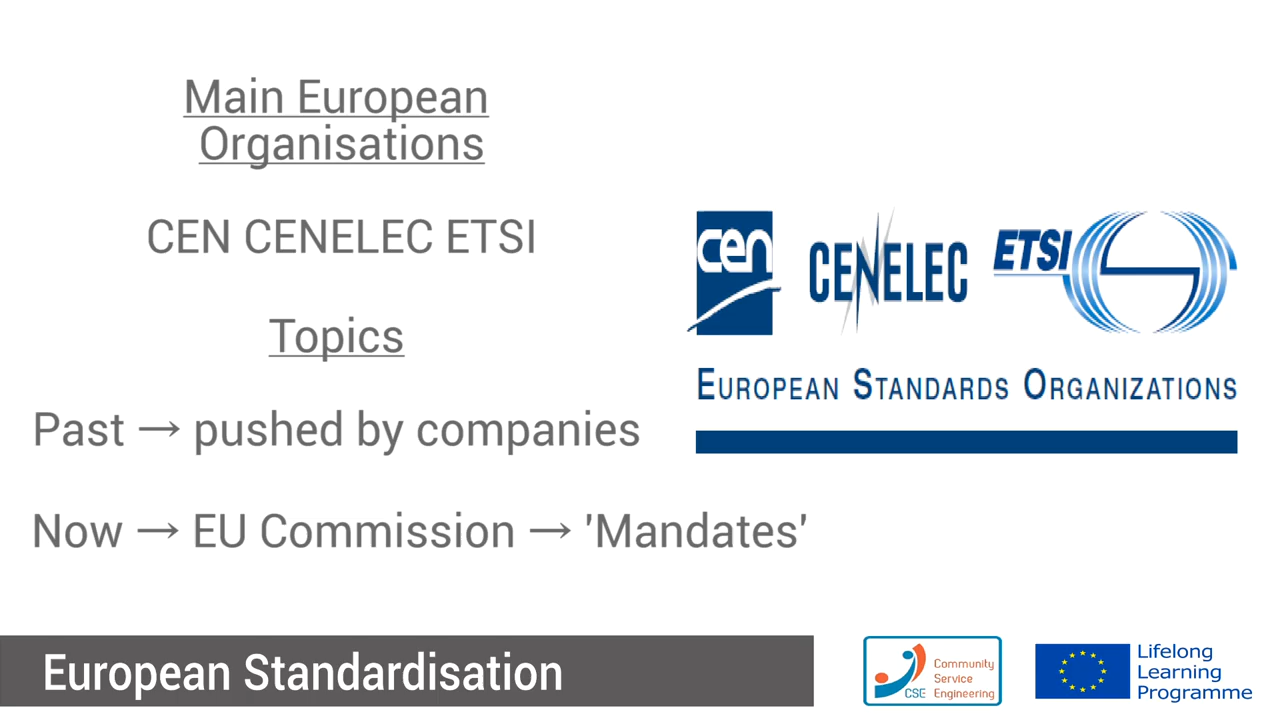 Main European
Organisations
CEN CENELEC ETSI
Topics
Past → pushed by companies
Now → EU Commission → 'Mandates'
cen
CENELEC
ETSI
EUROPEAN STANDARDS ORGANIZATIONS
European Standardisation
CSE
Community
Service
Engineering
Lifelong
Learning
Programme